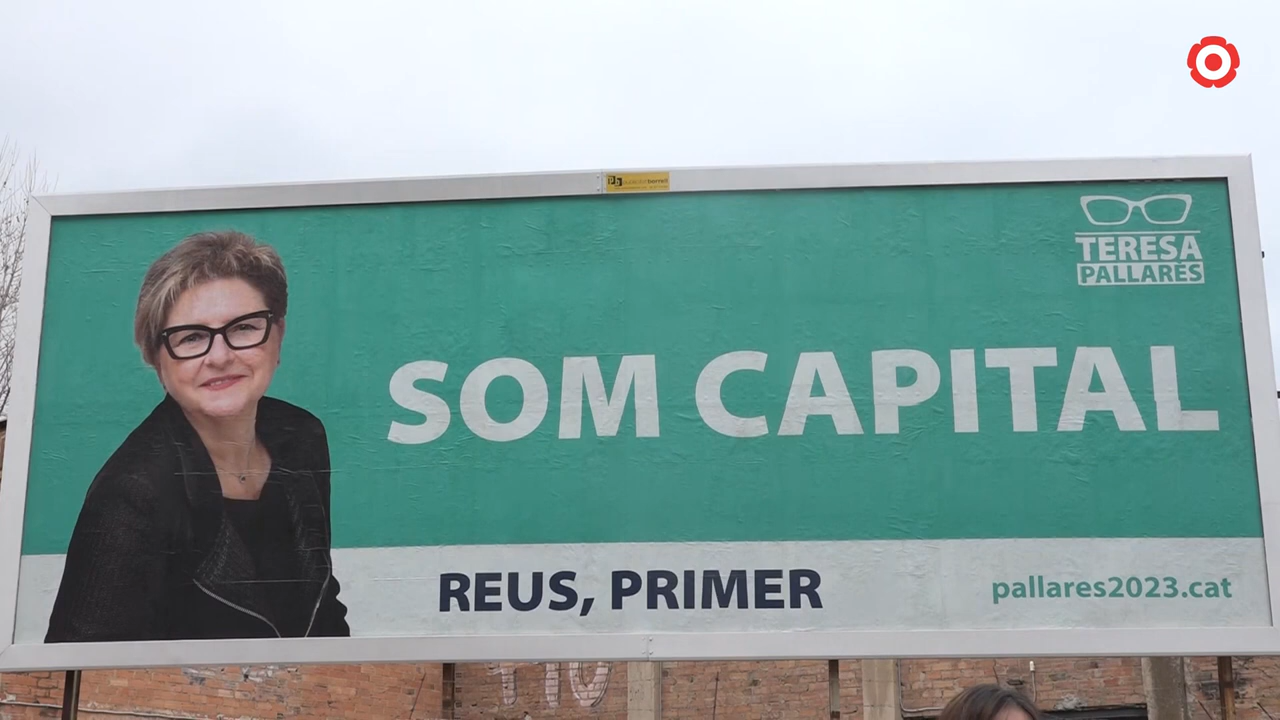 TERESA
PALLARÉS
SOM CAPITAL
REUS, PRIMER
pallares2023.cat